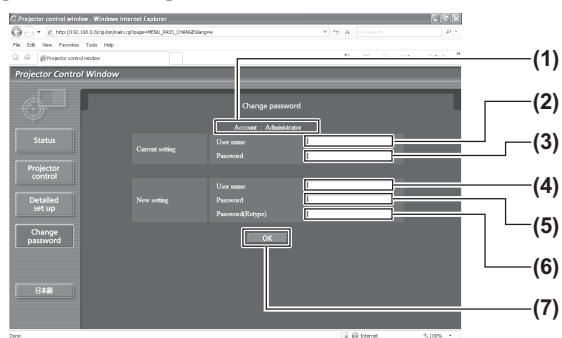 Projector control window - Windows Internet Explorer
http://192.168.0.8/cgi-bin/main.cgi?page=MENU_PASS_CHANGE&lang=e
Live Search
File Edit View Favorites Tools Help
Projector control window
Projector Control Window
Change password
Account : Administrator
Status
Current setting
User name
Password
Projector control
Detailed set up
New setting
User name
Password
Password(Retype)
Change password
OK
日本語
Done
Internet
100%
(1)
(2)
(3)
(4)
(5)
(6)
(7)